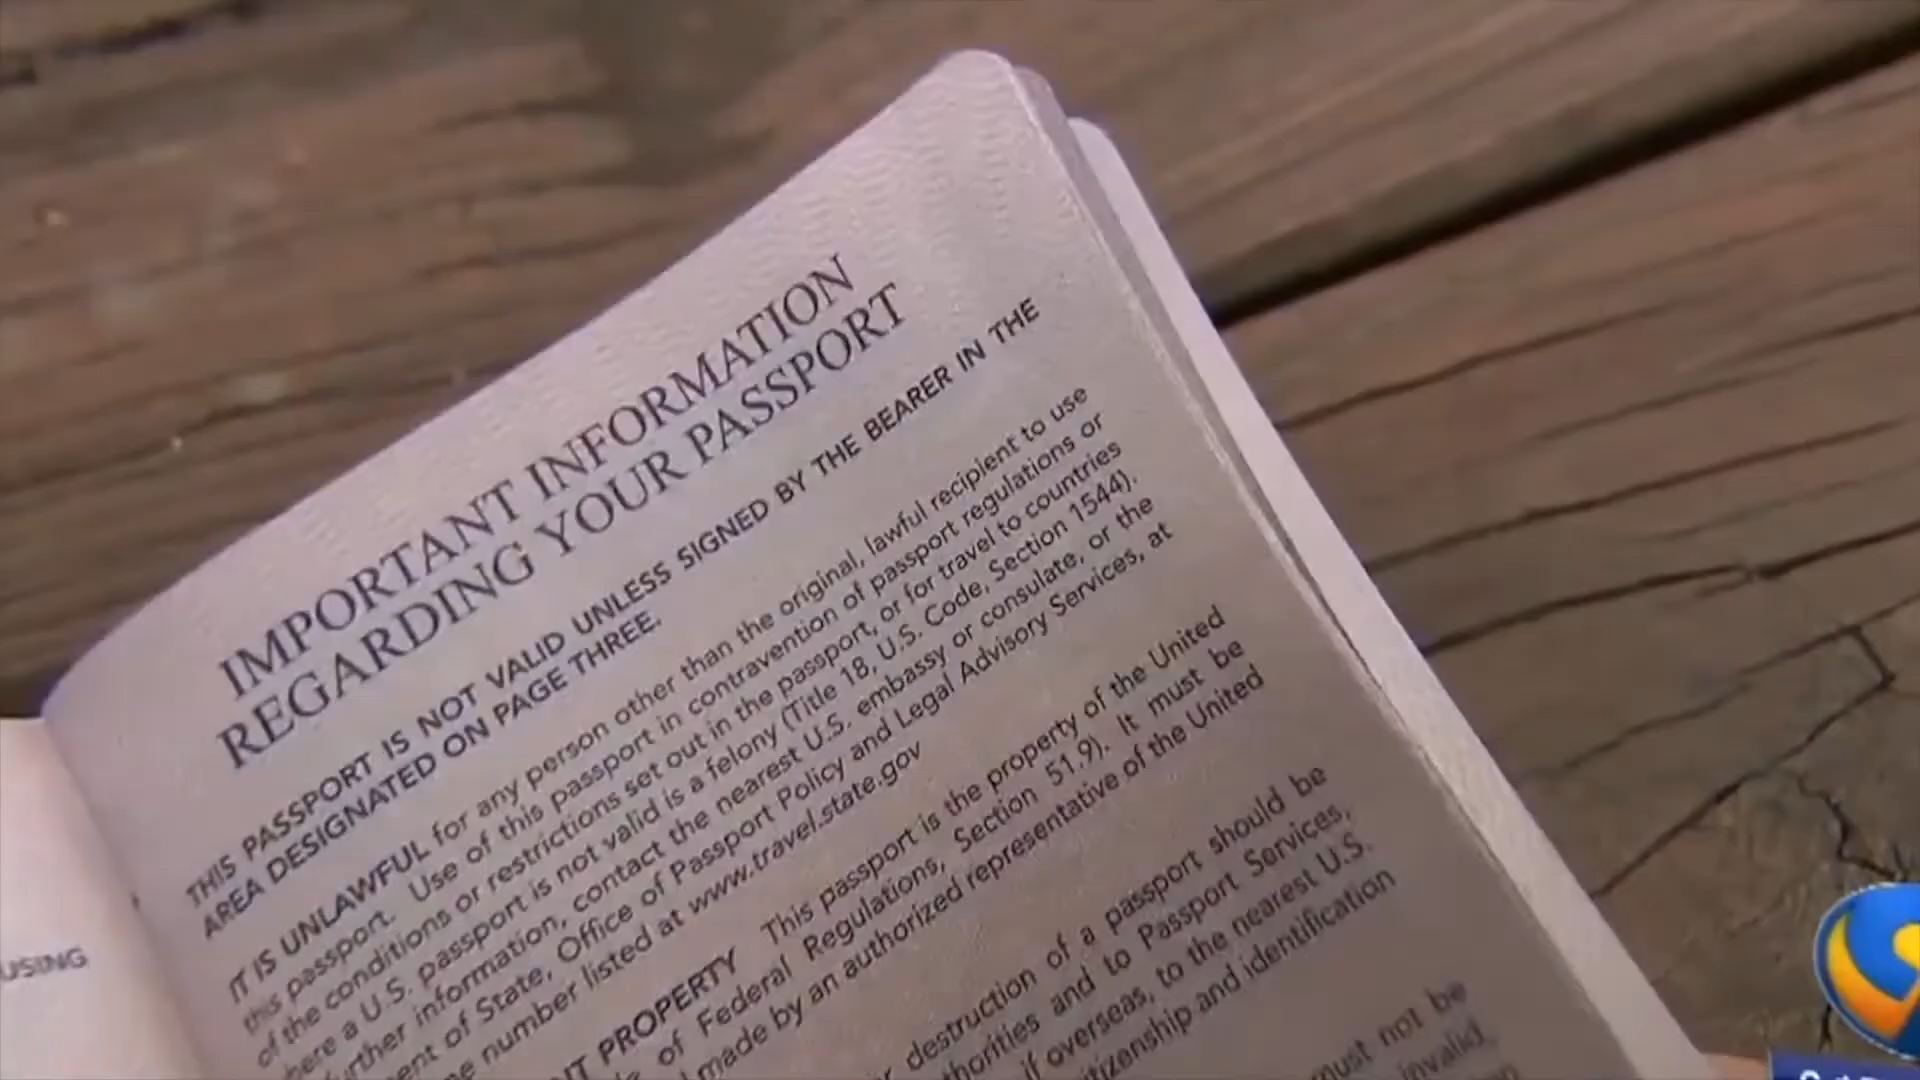 IMPORTANT INFORMATION
REGARDING YOUR PASSPORT
THIS PASSPORT IS NOT VALID UNLESS SIGNED BY THE BEARER IN THE
AREA DESIGNATED ON PAGE THREE.
IT IS UNLAWFUL for any person other than the original, lawful recipient to use
this passport. Use of this passport in contravention of passport regulations or
of the conditions or restrictions set out in the passport, or for travel to countries
here a U.S. passport is not valid is a felony (Title 18, U.S. Code, Section 1544).
urther information, contact the nearest U.S. embassy or consulate, or the
ent of State, Office of Passport Policy and Legal Advisory Services, at
e number listed at www.travel.state.gov
NT PROPERTY This passport is the property of the United
of Federal Regulations, Section 51.9). It must be
made by an authorized representative of the United
r destruction of a passport should be
thorities and to Passport Services,
if overseas, to the nearest U.S.
tizenship and identification
must not be
invalid.
USING